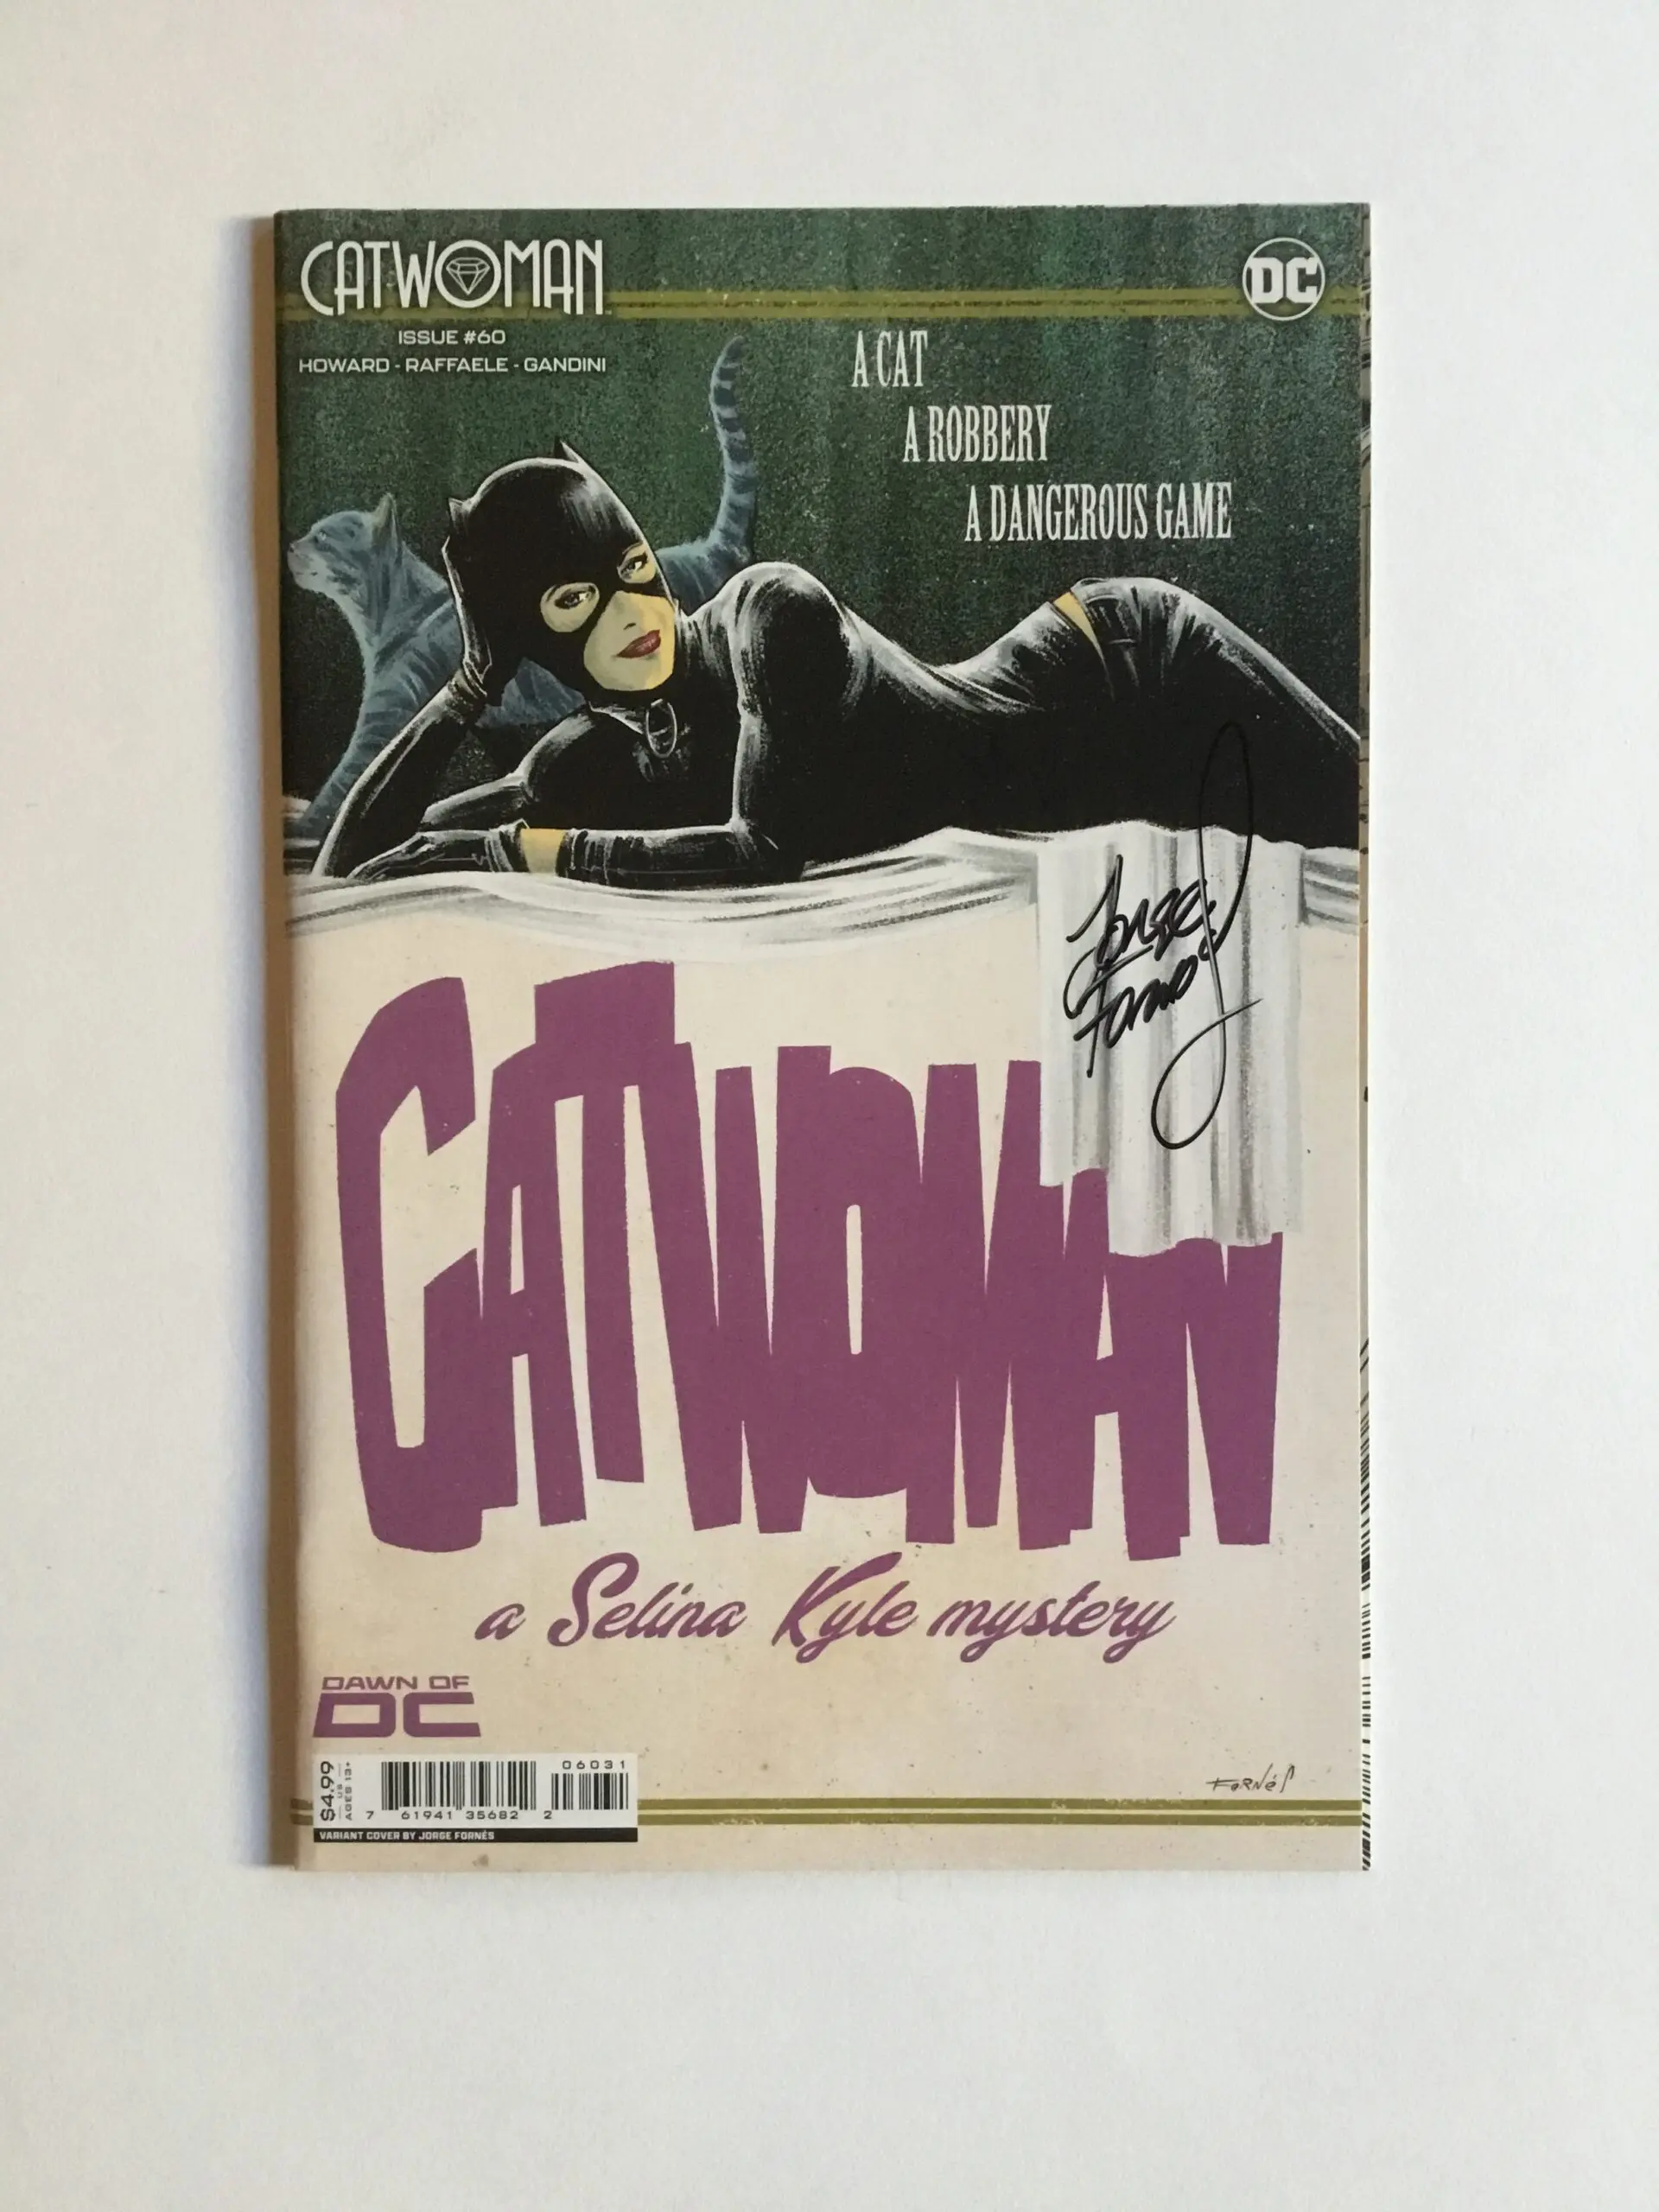 CATWOMAN
ISSUE #60
HOWARD - RAFFAELE - GANDINI
DC
A CAT
A ROBBERY
A DANGEROUS GAME
Jorge
Fornés
CATWOMAN
a Selina Kyle mystery
DAWN OF
DC
$4.99 US
AGES 13+
06031
7 61941 35682 2
VARIANT COVER BY JORGE FORNÉS
FORNéS